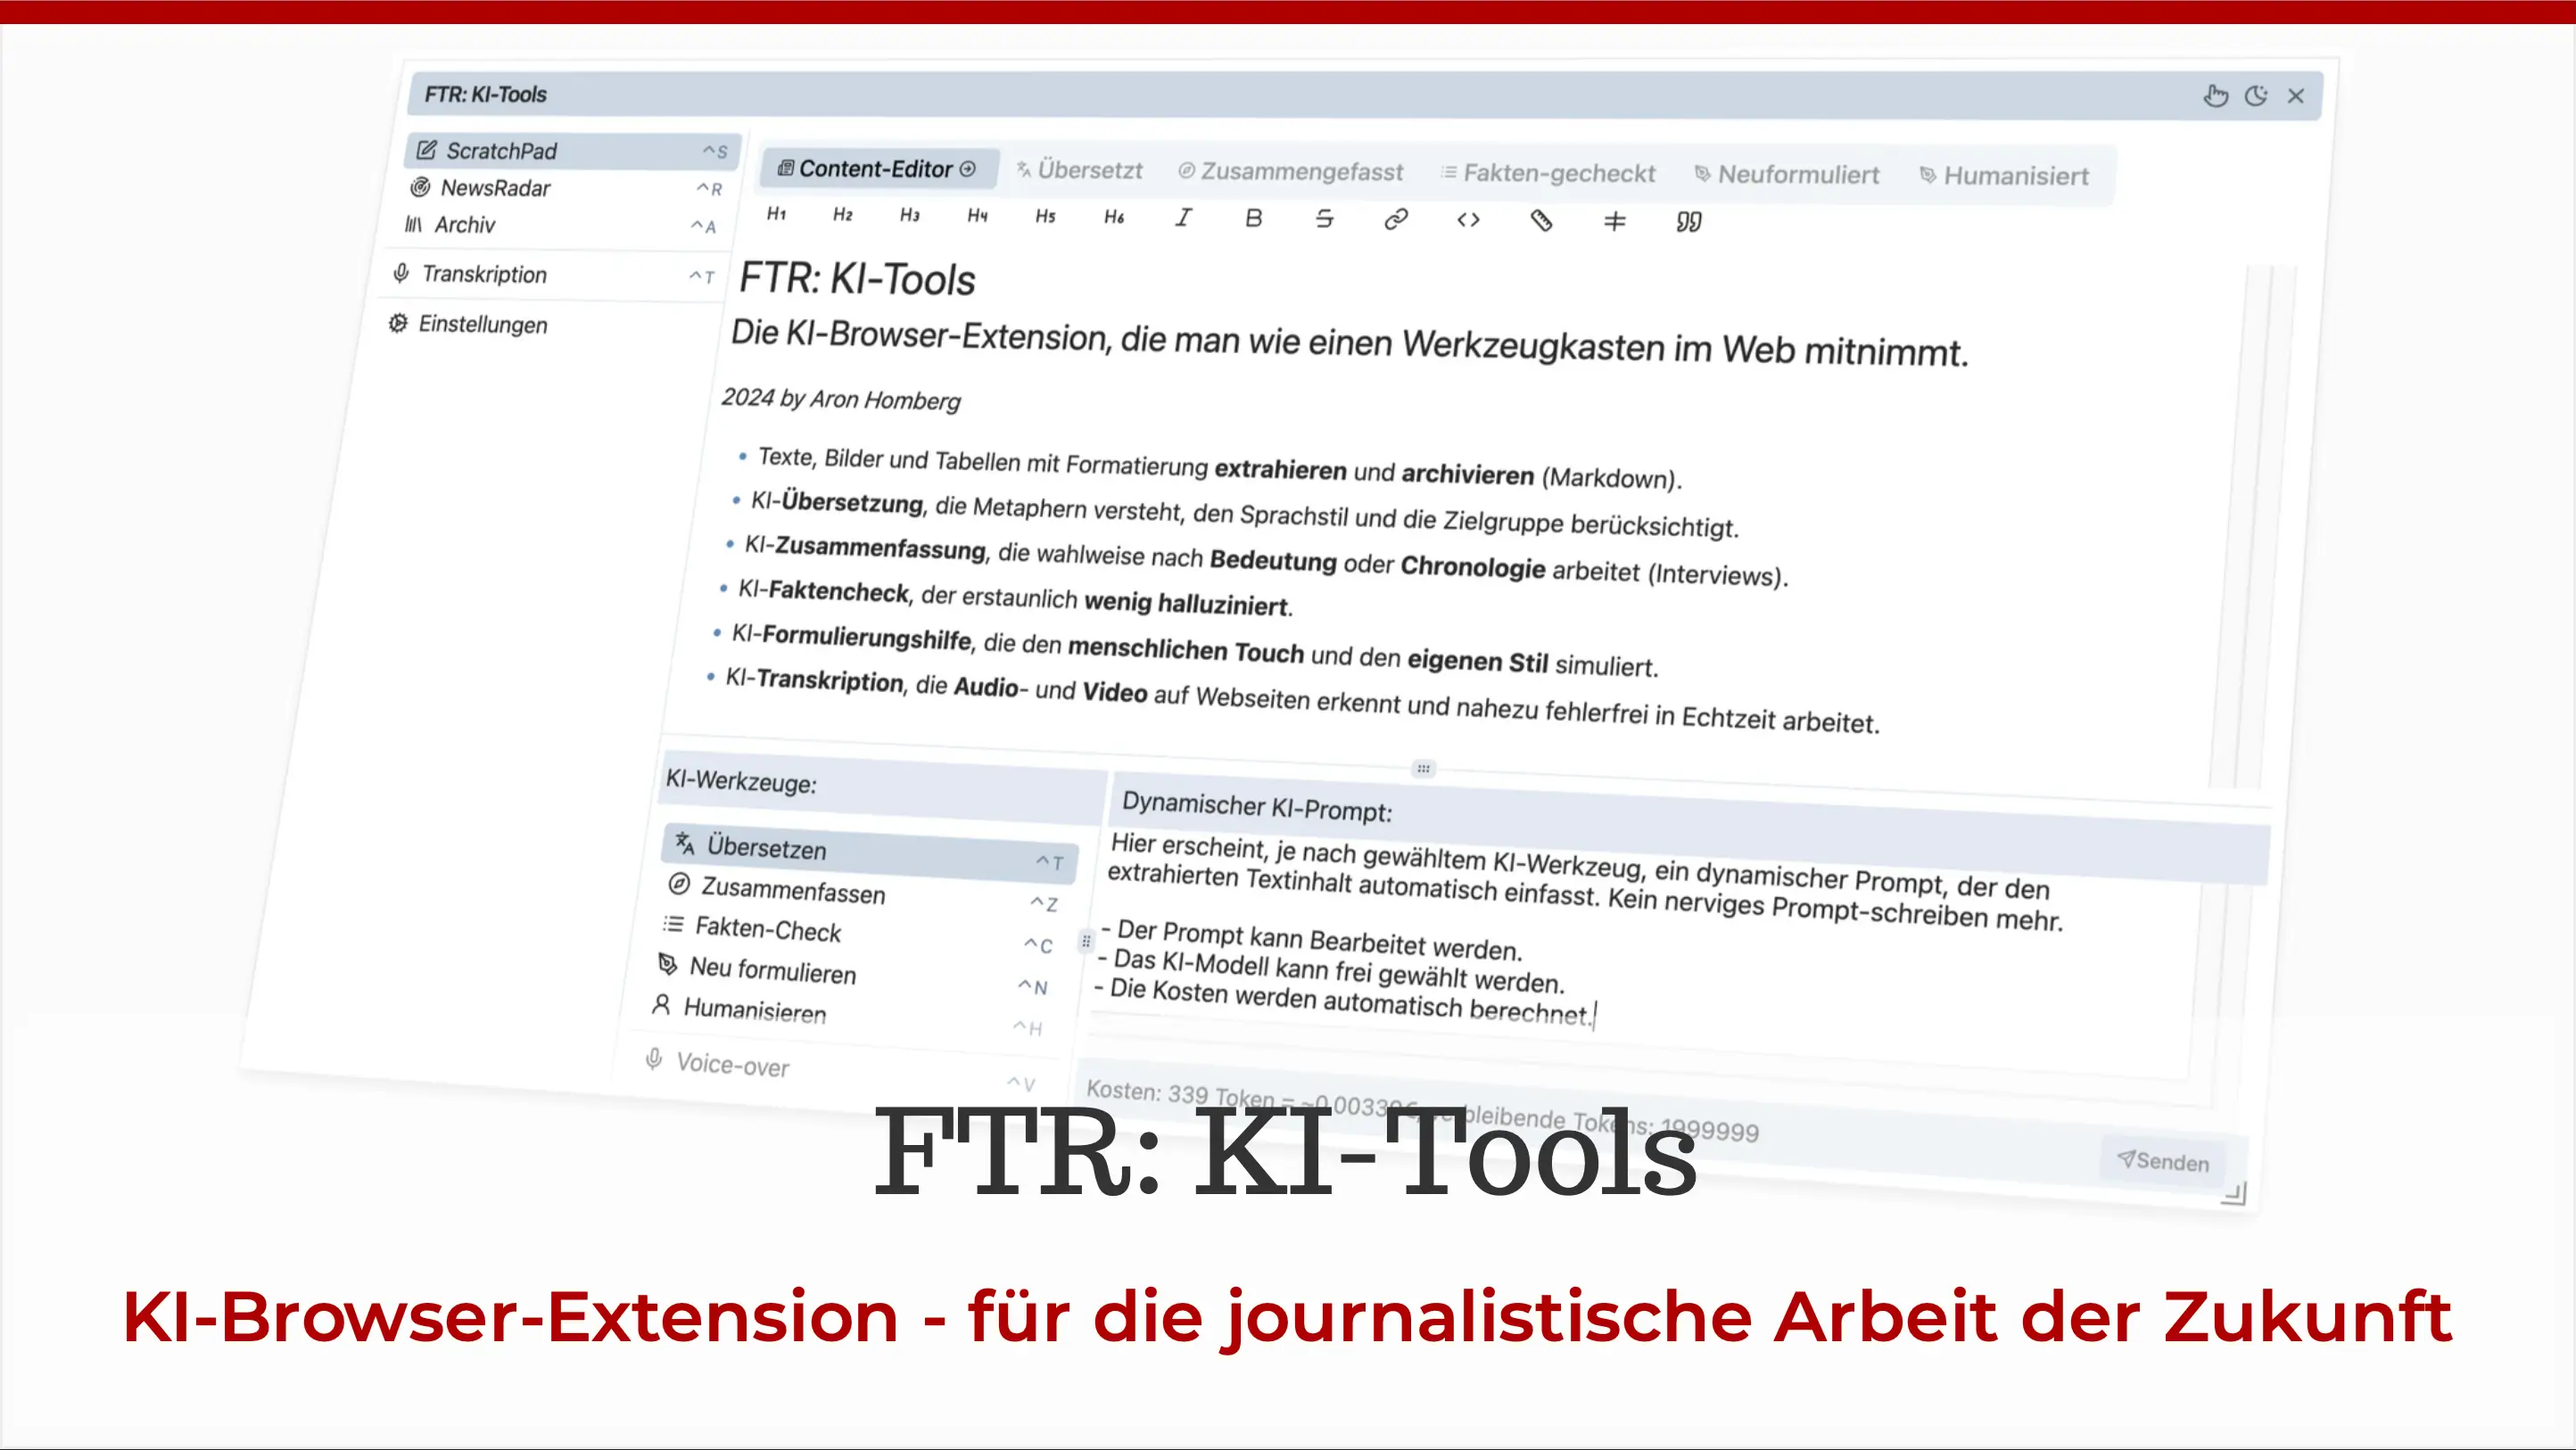 FTR: KI-Tools
ScratchPad ^S
NewsRadar ^R
Archiv ^A
Transkription ^T
Einstellungen
Content-Editor Übersetzt Zusammengefasst Fakten-gecheckt Neuformuliert Humanisiert
H1 H2 H3 H4 H5 H6 I B S
FTR: KI-Tools
Die KI-Browser-Extension, die man wie einen Werkzeugkasten im Web mitnimmt.
2024 by Aron Homberg
• Texte, Bilder und Tabellen mit Formatierung extrahieren und archivieren (Markdown).
• KI-Übersetzung, die Metaphern versteht, den Sprachstil und die Zielgruppe berücksichtigt.
• KI-Zusammenfassung, die wahlweise nach Bedeutung oder Chronologie arbeitet (Interviews).
• KI-Faktencheck, der erstaunlich wenig halluziniert.
• KI-Formulierungshilfe, die den menschlichen Touch und den eigenen Stil simuliert.
• KI-Transkription, die Audio- und Video auf Webseiten erkennt und nahezu fehlerfrei in Echtzeit arbeitet.
KI-Werkzeuge:
Übersetzen ^T
Zusammenfassen ^Z
Fakten-Check ^C
Neu formulieren ^N
Humanisieren ^H
Voice-over ^V
Dynamischer KI-Prompt:
Hier erscheint, je nach gewähltem KI-Werkzeug, ein dynamischer Prompt, der den
extrahierten Textinhalt automatisch einfasst. Kein nerviges Prompt-schreiben mehr.
- Der Prompt kann Bearbeitet werden.
- Das KI-Modell kann frei gewählt werden.
- Die Kosten werden automatisch berechnet.
Kosten: 339 Token = ~0.00339€, verbleibende Tokens: 1999999
Senden
FTR: KI-Tools
KI-Browser-Extension - für die journalistische Arbeit der Zukunft